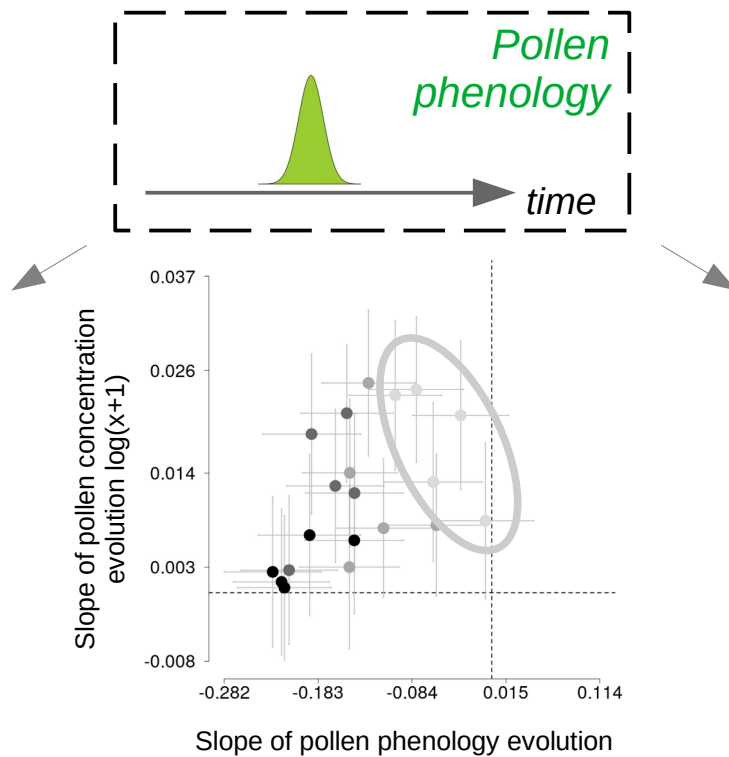 Pollen
phenology
time
Slope of pollen concentration
evolution log(x+1)
0.037
0.026
0.014
0.003
-0.008
-0.282
-0.183
-0.084
0.015
0.114
Slope of pollen phenology evolution